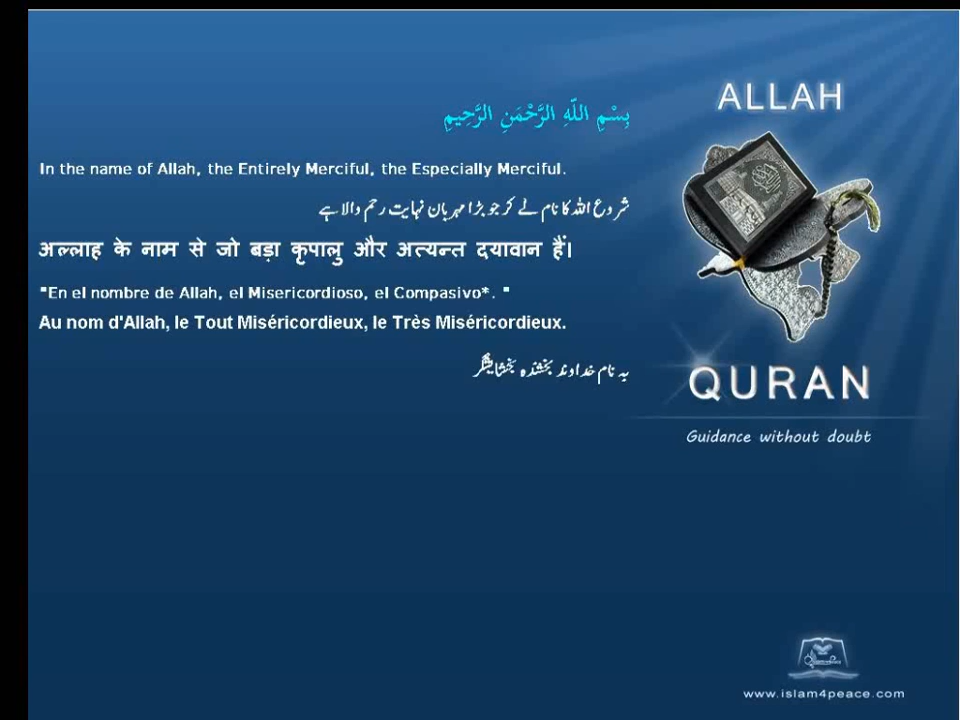 بِسْمِ اللَّهِ الرَّحْمَنِ الرَّحِيمِ
In the name of Allah, the Entirely Merciful, the Especially Merciful.
شروع اللہ کا نام لے کر جو بڑا مہربان نہایت رحم والا ہے
अल्लाह के नाम से जो बड़ा कृपालु और अत्यन्त दयावान हैं।
"En el nombre de Allah, el Misericordioso, el Compasivo*. "
Au nom d'Allah, le Tout Miséricordieux, le Très Miséricordieux.
به نام خداوند بخشنده بخشایشگر
ALLAH
QURAN
Guidance without doubt
www.islam4peace.com